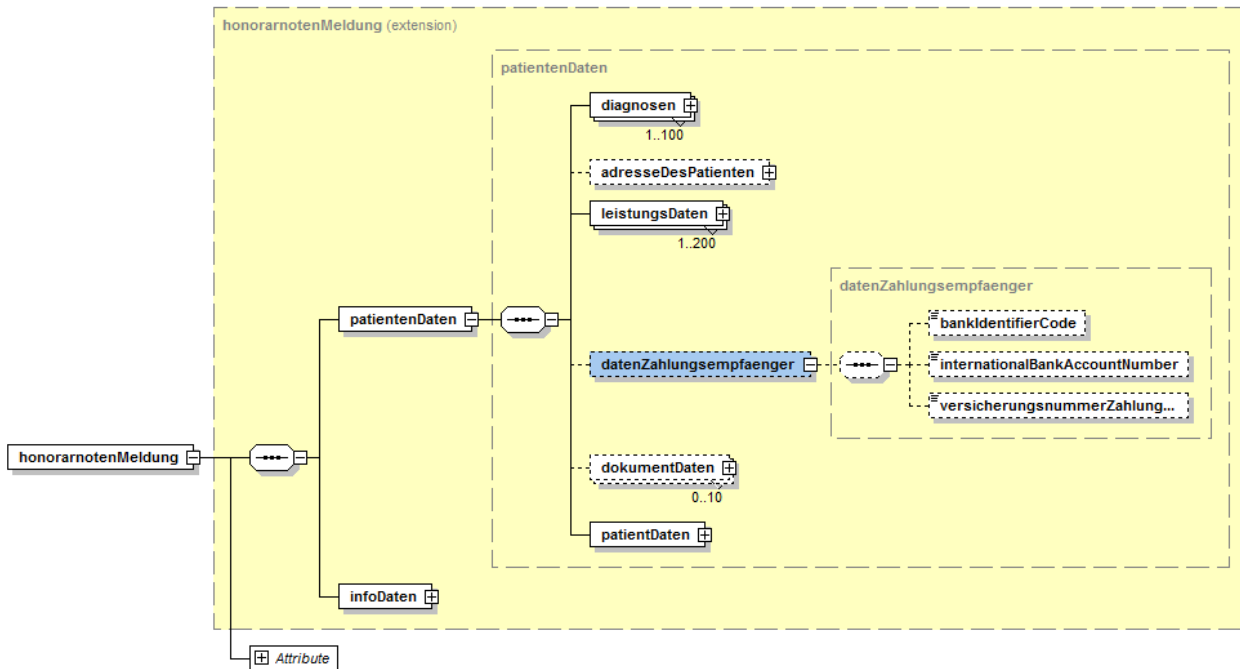 honorarnotenMeldung (extension)
patientenDaten
diagnosen
1..100
adresseDesPatienten
leistungsDaten
1..200
datenZahlungsempfaenger
bankIdentifierCode
patientenDaten
datenZahlungsempfaenger
internationalBankAccountNumber
versicherungsnummerZahlung...
honorarnotenMeldung
dokumentDaten
0..10
patientDaten
infoDaten
Attribute